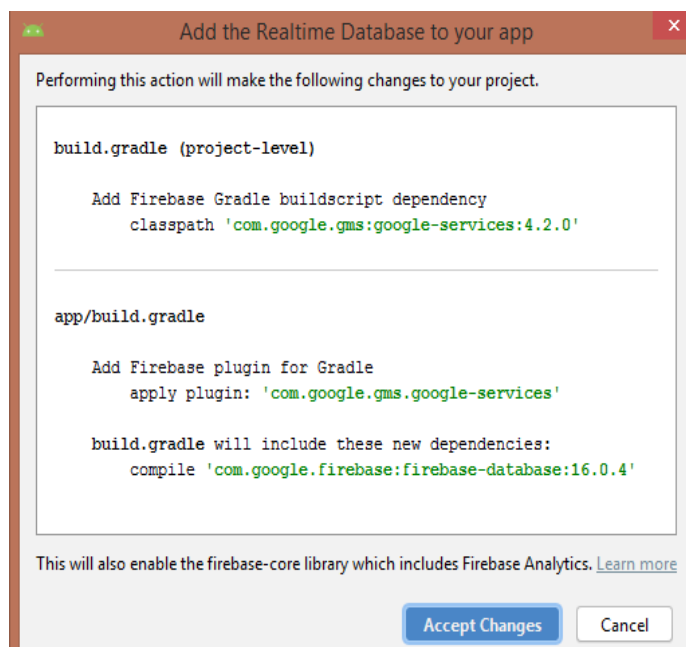 Add the Realtime Database to your app
Performing this action will make the following changes to your project.
build.gradle (project-level)
Add Firebase Gradle buildscript dependency
classpath 'com.google.gms:google-services:4.2.0'
app/build.gradle
Add Firebase plugin for Gradle
apply plugin: 'com.google.gms.google-services'
build.gradle will include these new dependencies:
compile 'com.google.firebase:firebase-database:16.0.4'
This will also enable the firebase-core library which includes Firebase Analytics. Learn more
Accept Changes Cancel